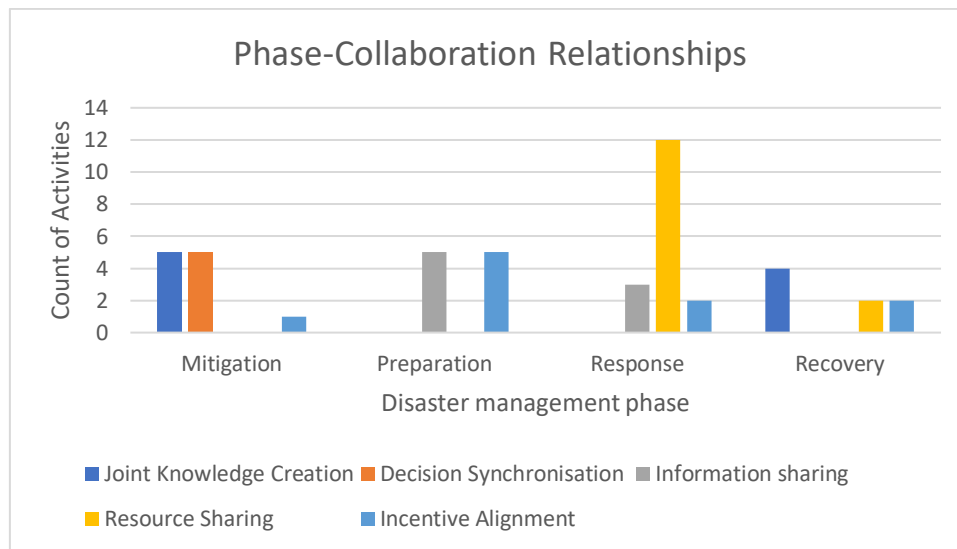 Phase-Collaboration Relationships
Count of Activities
14
12
10
8
6
4
2
0
Mitigation Preparation Response Recovery
Disaster management phase
Joint Knowledge Creation Decision Synchronisation Information sharing
Resource Sharing Incentive Alignment